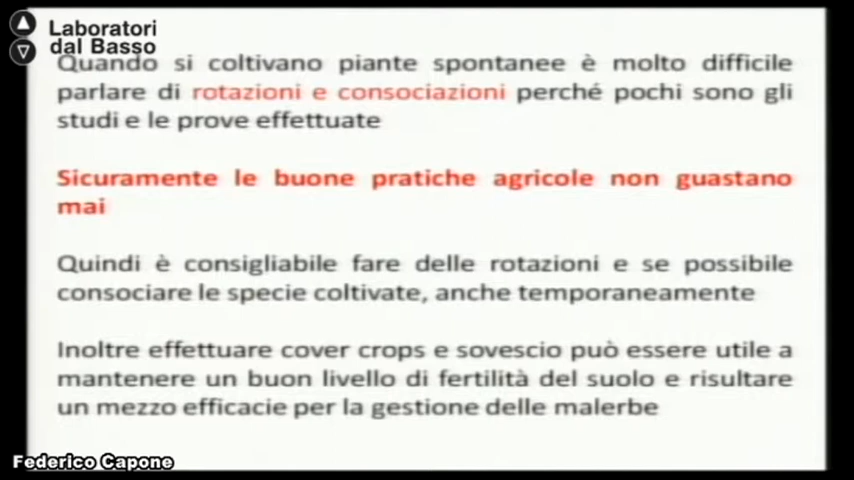 Laboratori
dal Basso
Quando si coltivano piante spontanee è molto difficile
parlare di rotazioni e consociazioni perché pochi sono gli
studi e le prove effettuate
Sicuramente le buone pratiche agricole non guastano
mai
Quindi è consigliabile fare delle rotazioni e se possibile
consociare le specie coltivate, anche temporaneamente
Inoltre effettuare cover crops e sovescio può essere utile a
mantenere un buon livello di fertilità del suolo e risultare
un mezzo efficacie per la gestione delle malerbe
Federico Capone